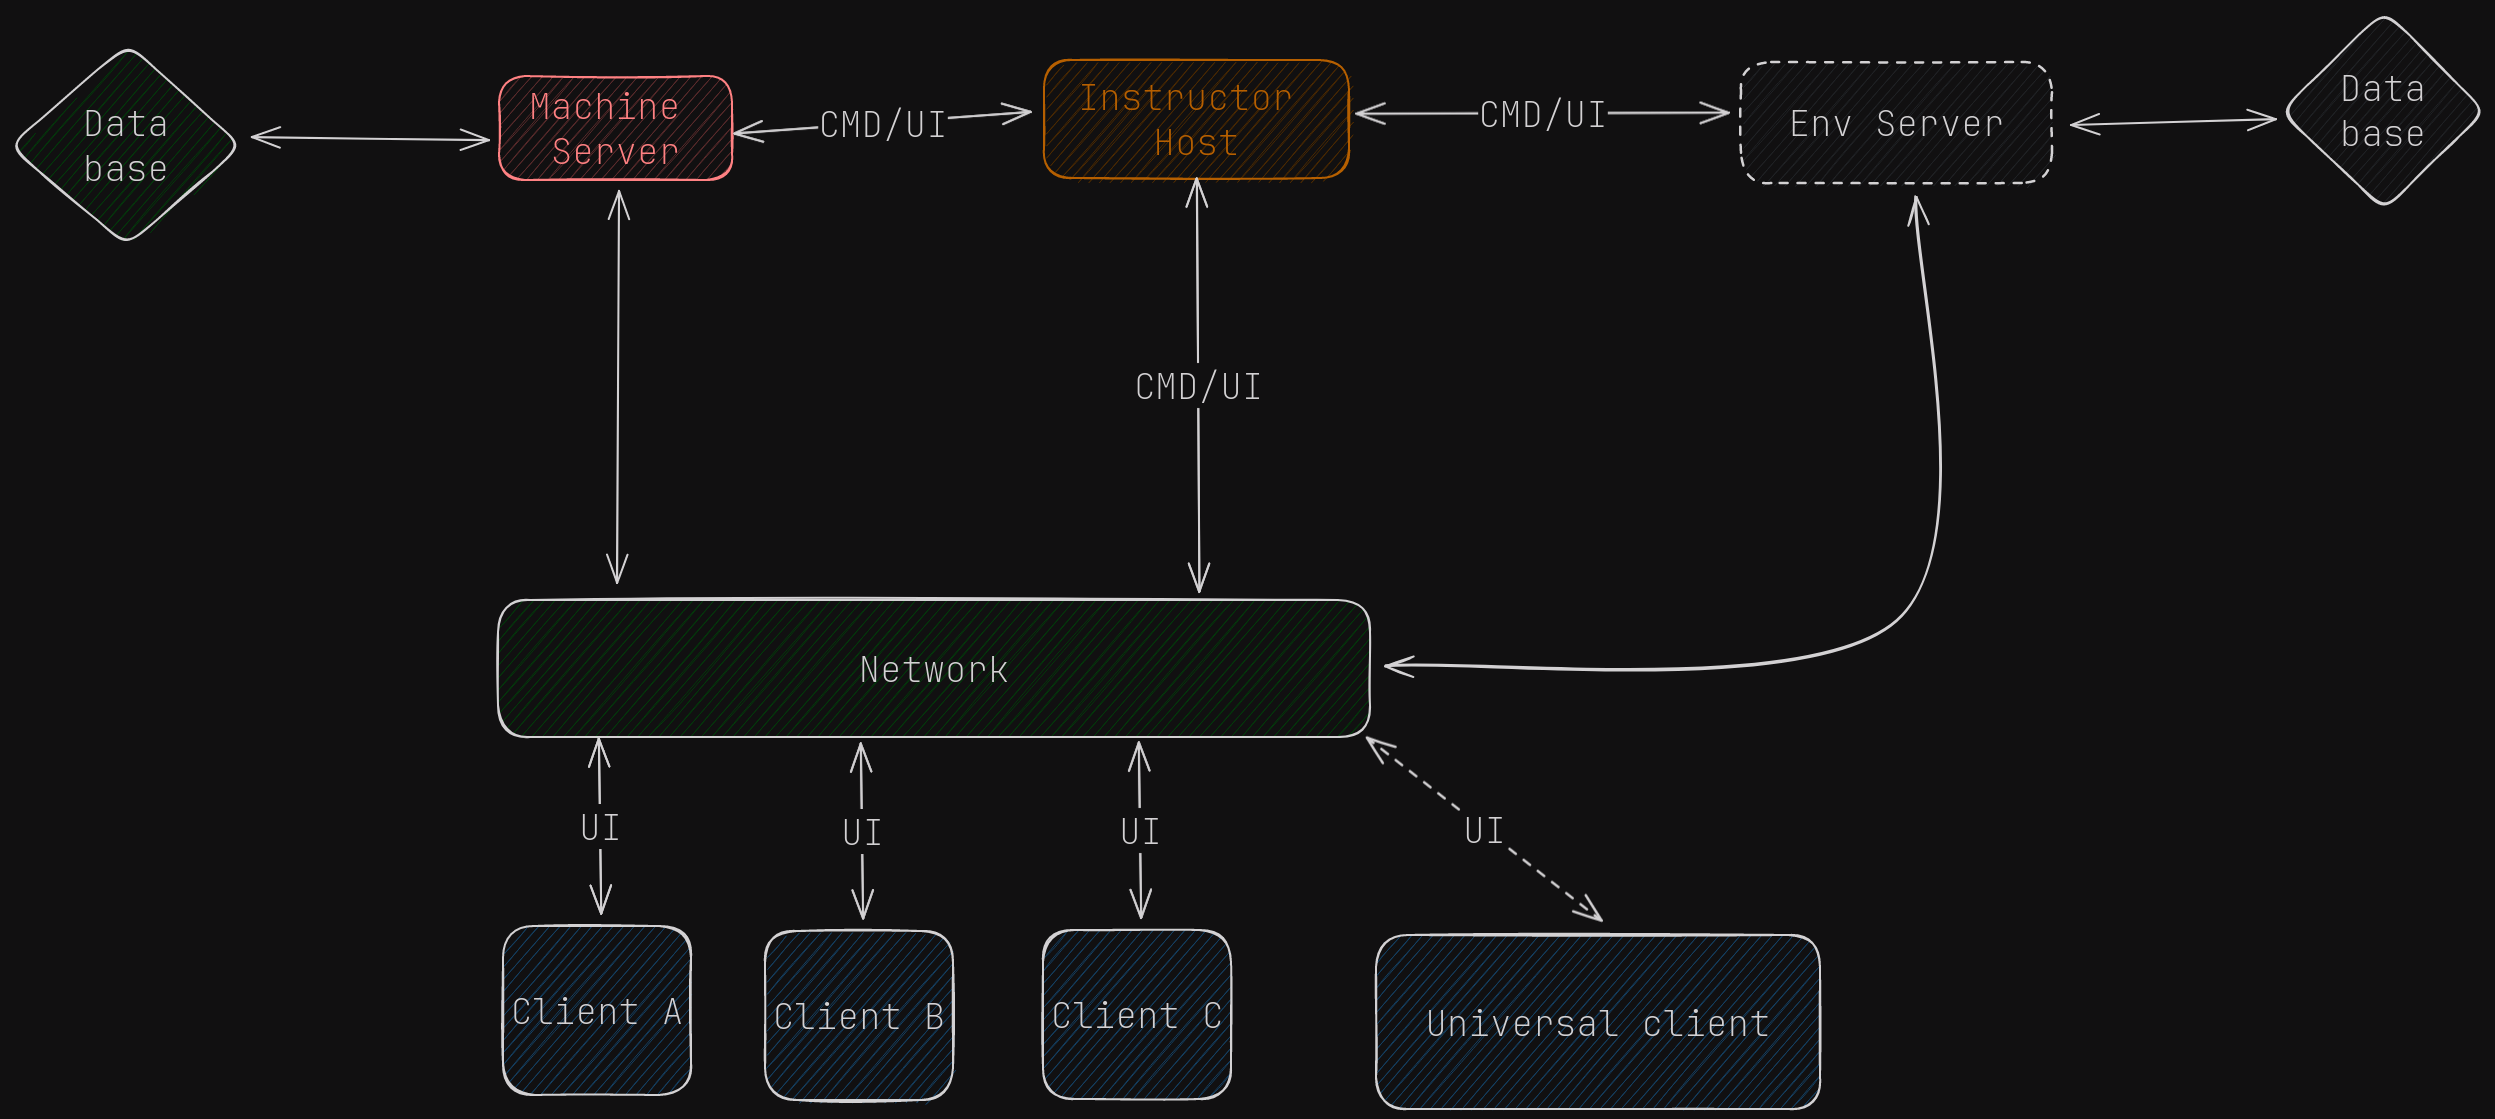 Data
base
Machine
Server
CMD/UI
Instructor
Host
CMD/UI
Env Server
Data
base
CMD/UI
Network
UI
UI
UI
UI
Client A
Client B
Client C
Universal client